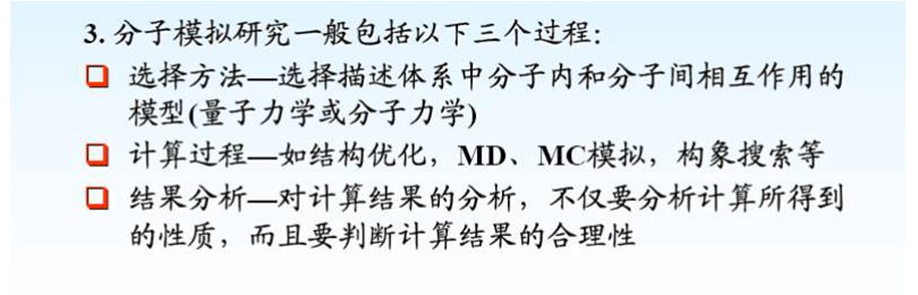 3. 分子模拟研究一般包括以下三个过程:
选择方法—选择描述体系中分子内和分子间相互作用的
模型(量子力学或分子力学)
计算过程—如结构优化，MD、MC模拟，构象搜索等
结果分析—对计算结果的分析，不仅要分析计算所得到
的性质，而且要判断计算结果的合理性